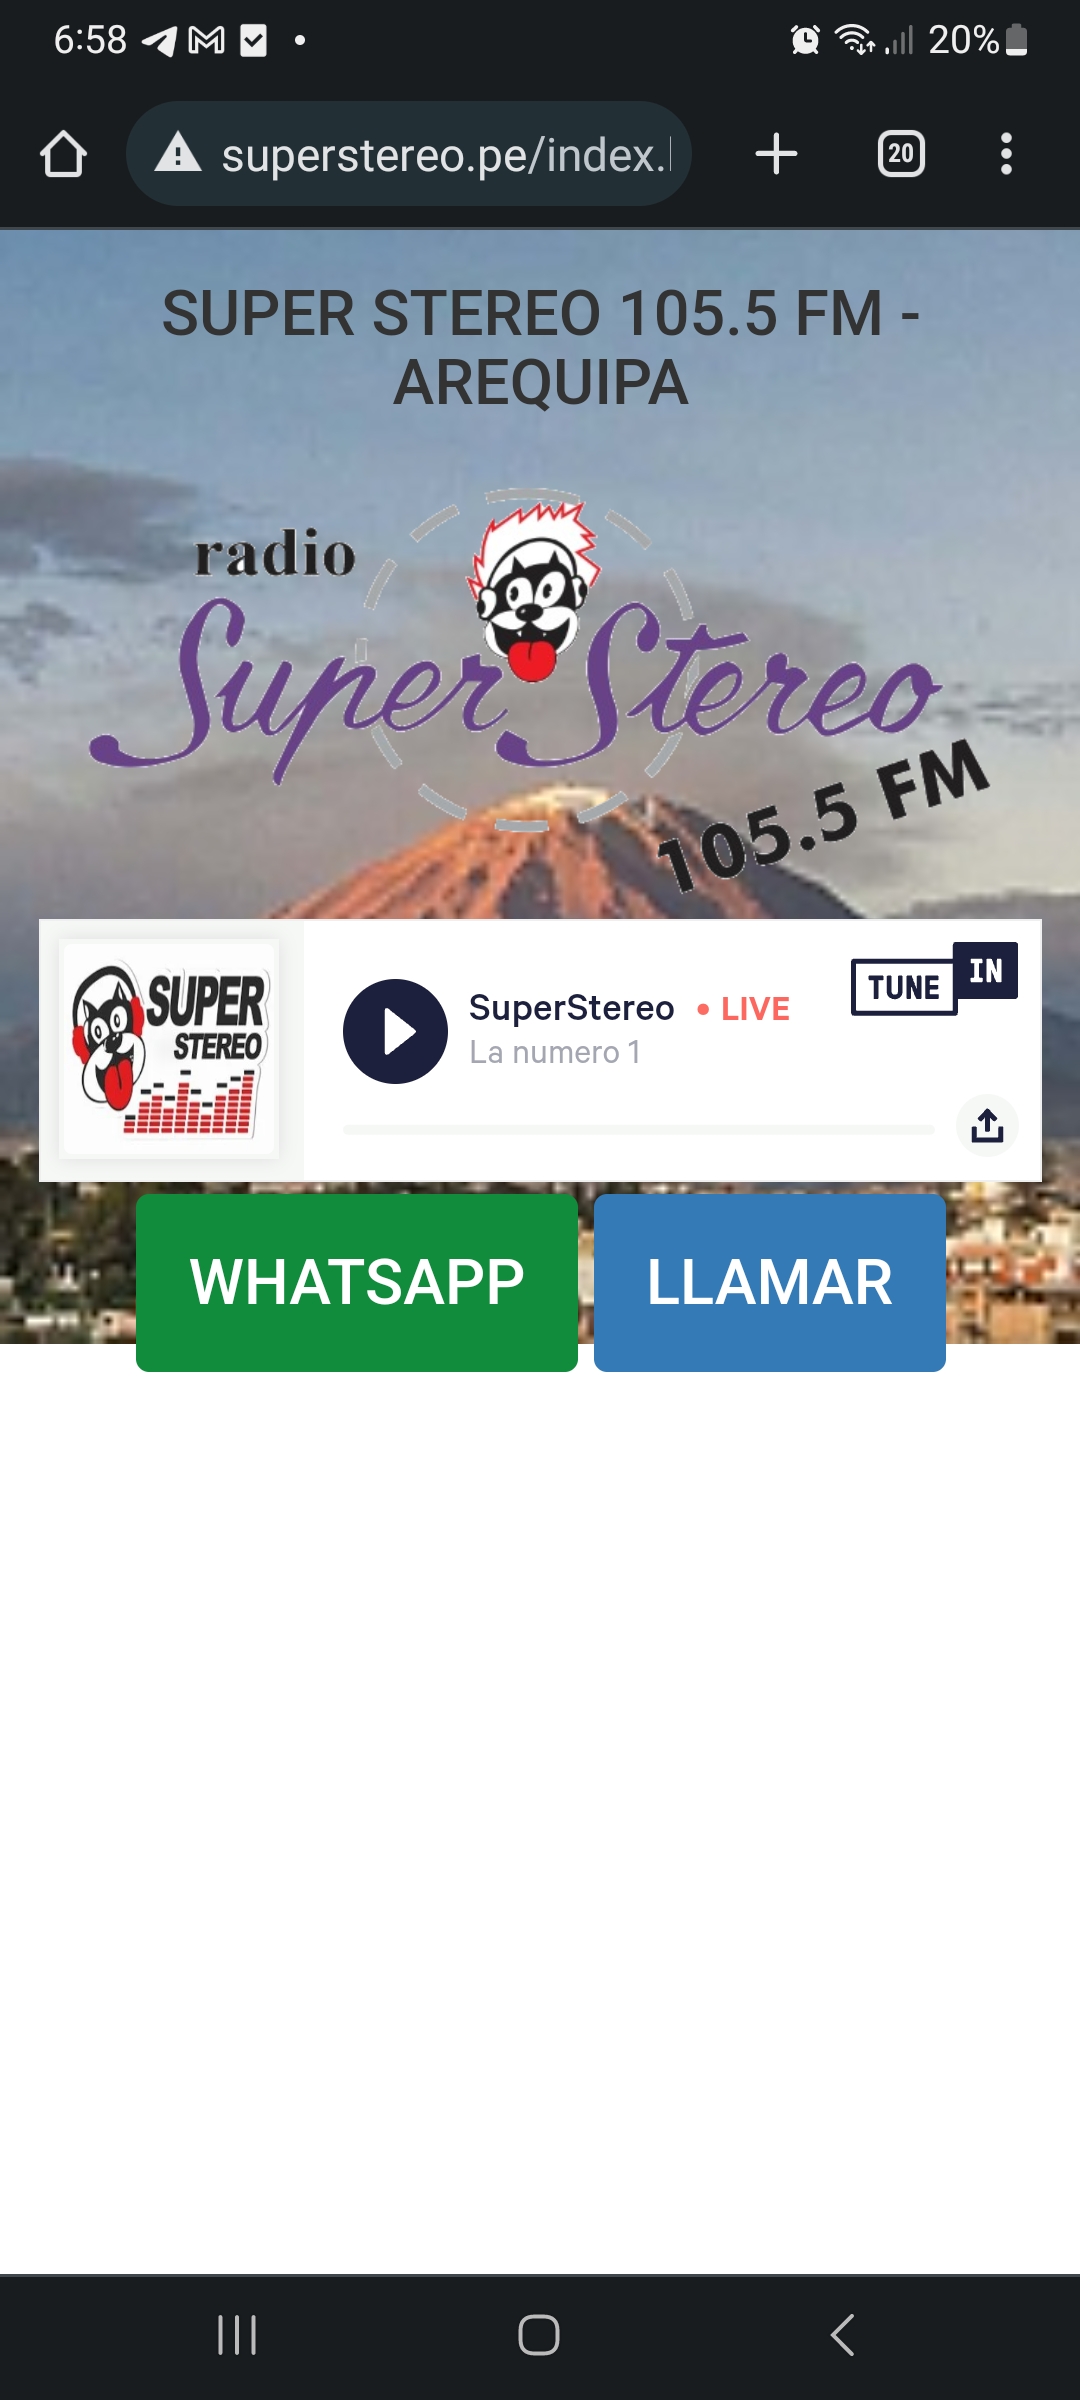 6:58
20%
superstereo.pe/index.
20
SUPER STEREO 105.5 FM -
AREQUIPA
radio
Super Stereo
105.5 FM
SUPER
STEREO
SuperStereo • LIVE
La numero 1
TUNE IN
WHATSAPP
LLAMAR